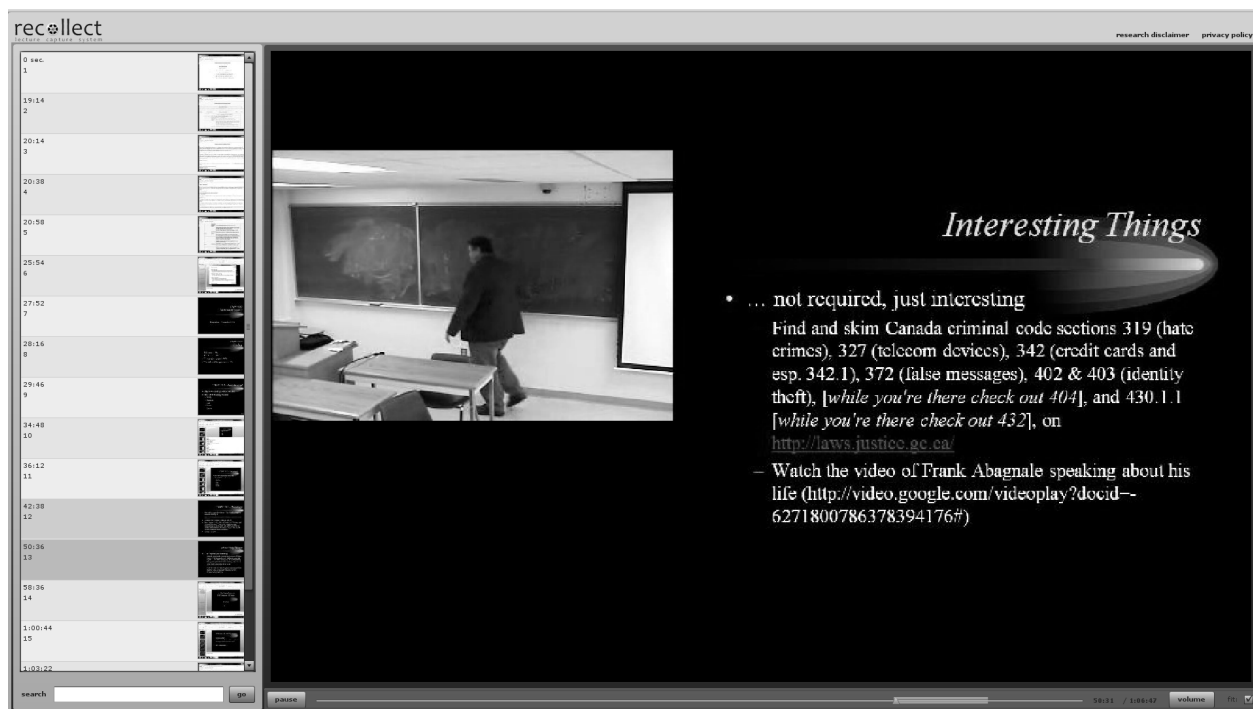 recollect
lecture capture system
research disclaimer privacy policy
0 sec.
1
19:14
2
20:14
3
20:38
4
20:58
5
25:54
6
27:52
7
28:16
8
29:46
9
34:48
10
36:12
11
42:38
12
50:36
13
58:36
14
1:00:44
15
1:03:22
search
go
Interesting Things
• … not required, just interesting
Find and skim Canada criminal code sections 319 (hate
crimes), 327 (telecom devices), 342 (credit cards and
esp. 342.1), 372 (false messages), 402 & 403 (identity
theft), [while you're there check out 404], and 430.1.1
[while you're there check out 432], on
http://laws.justice.gc.ca/
– Watch the video of Frank Abagnale speaking about his
life (http://video.google.com/videoplay?docid=-
6271800786378394176#)
pause
/ 1:06:47 volume fit: